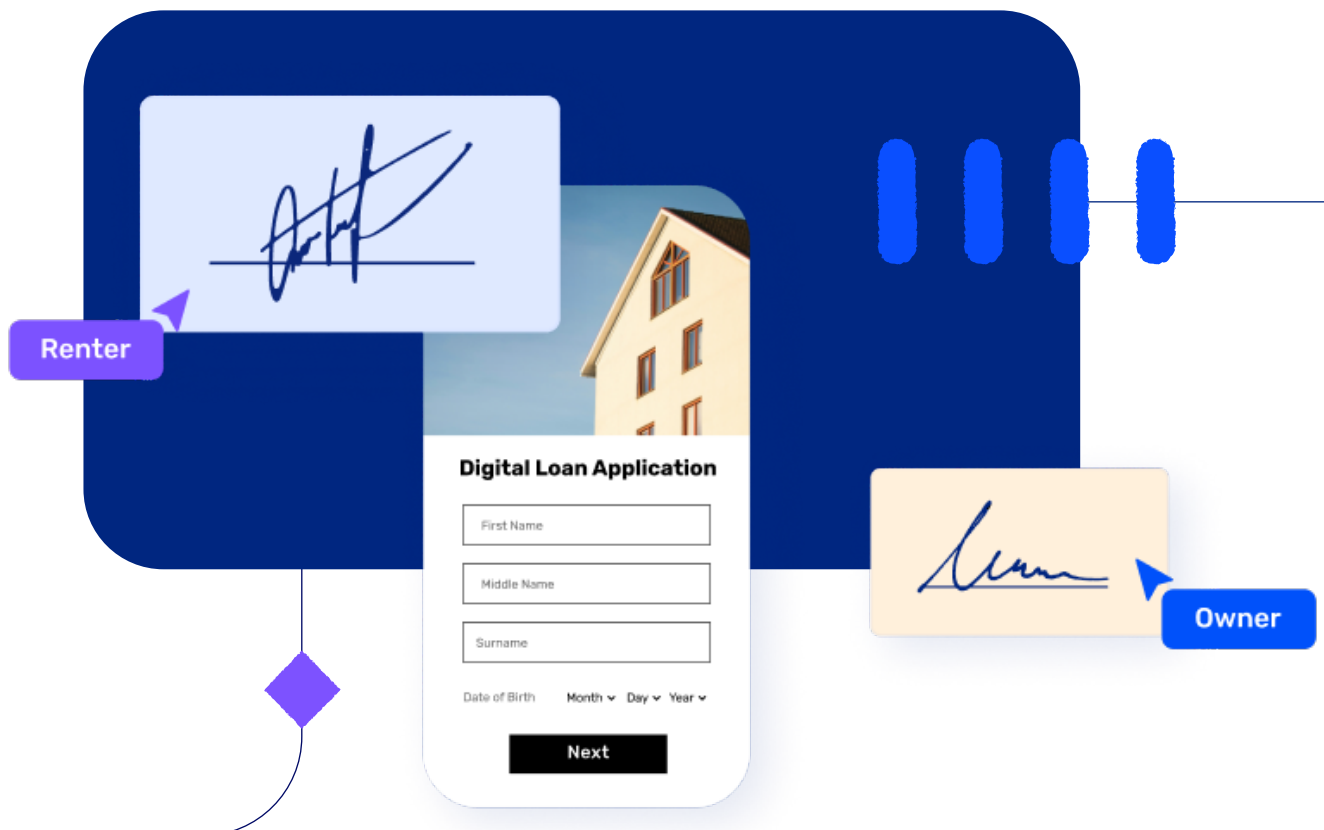 Renter
Digital Loan Application
First Name
Middle Name
Surname
Date of Birth Month Day Year
Next
Owner